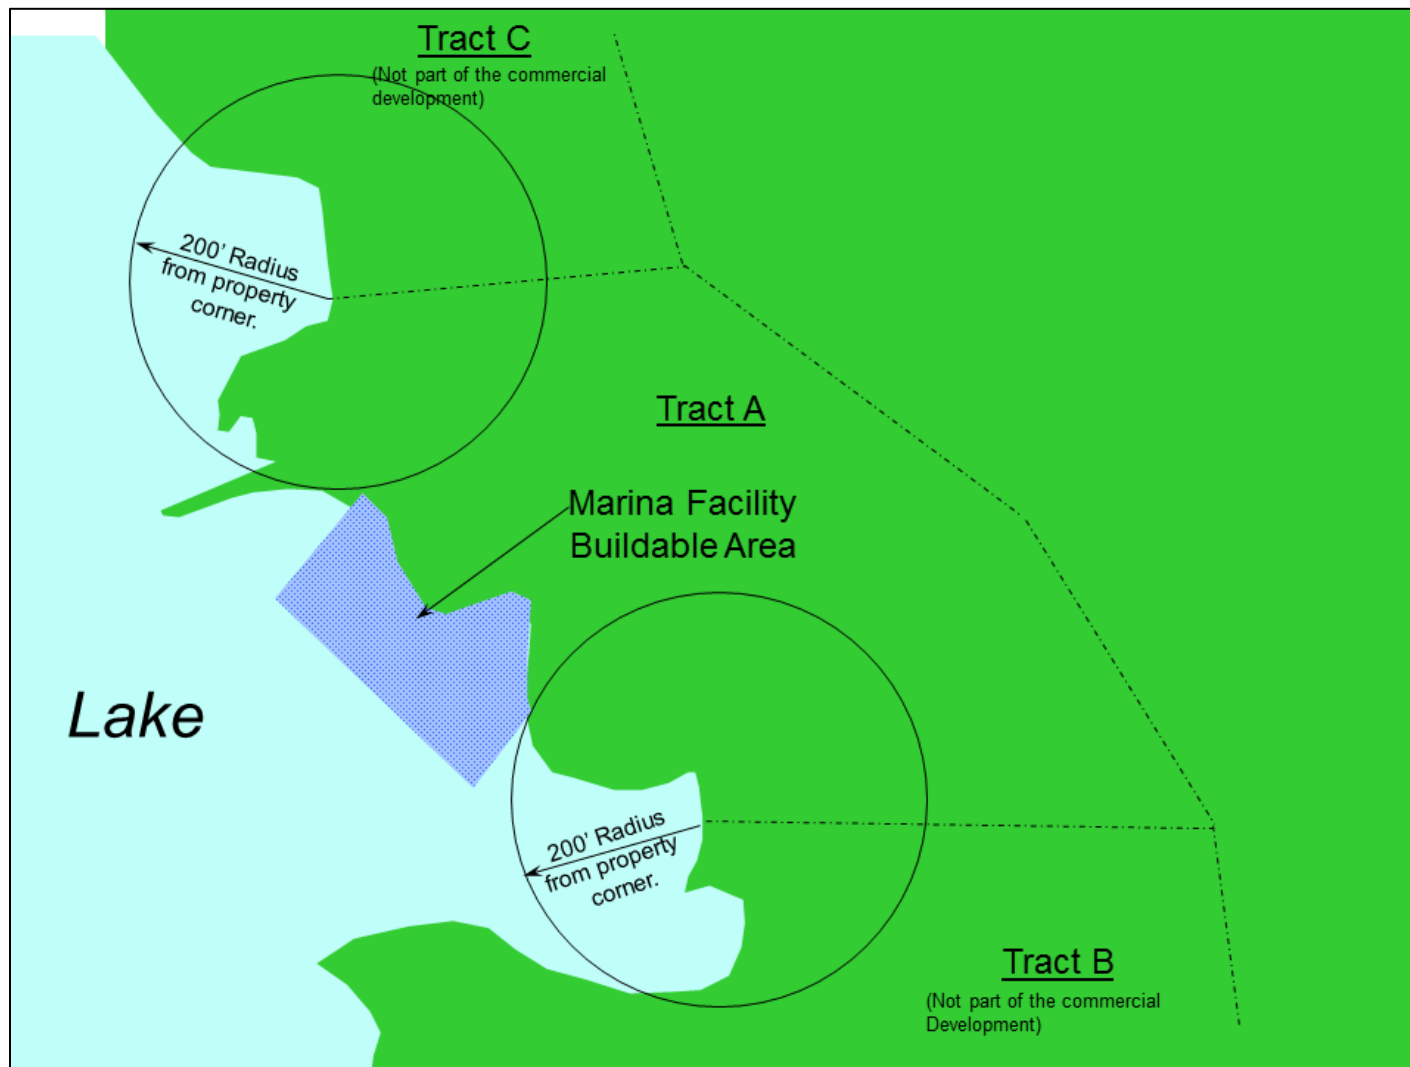 Tract C
(Not part of the commercial
development)
200’ Radius
from property
corner.
Tract A
Marina Facility
Buildable Area
Lake
200’ Radius
from property
corner.
Tract B
(Not part of the commercial
Development)